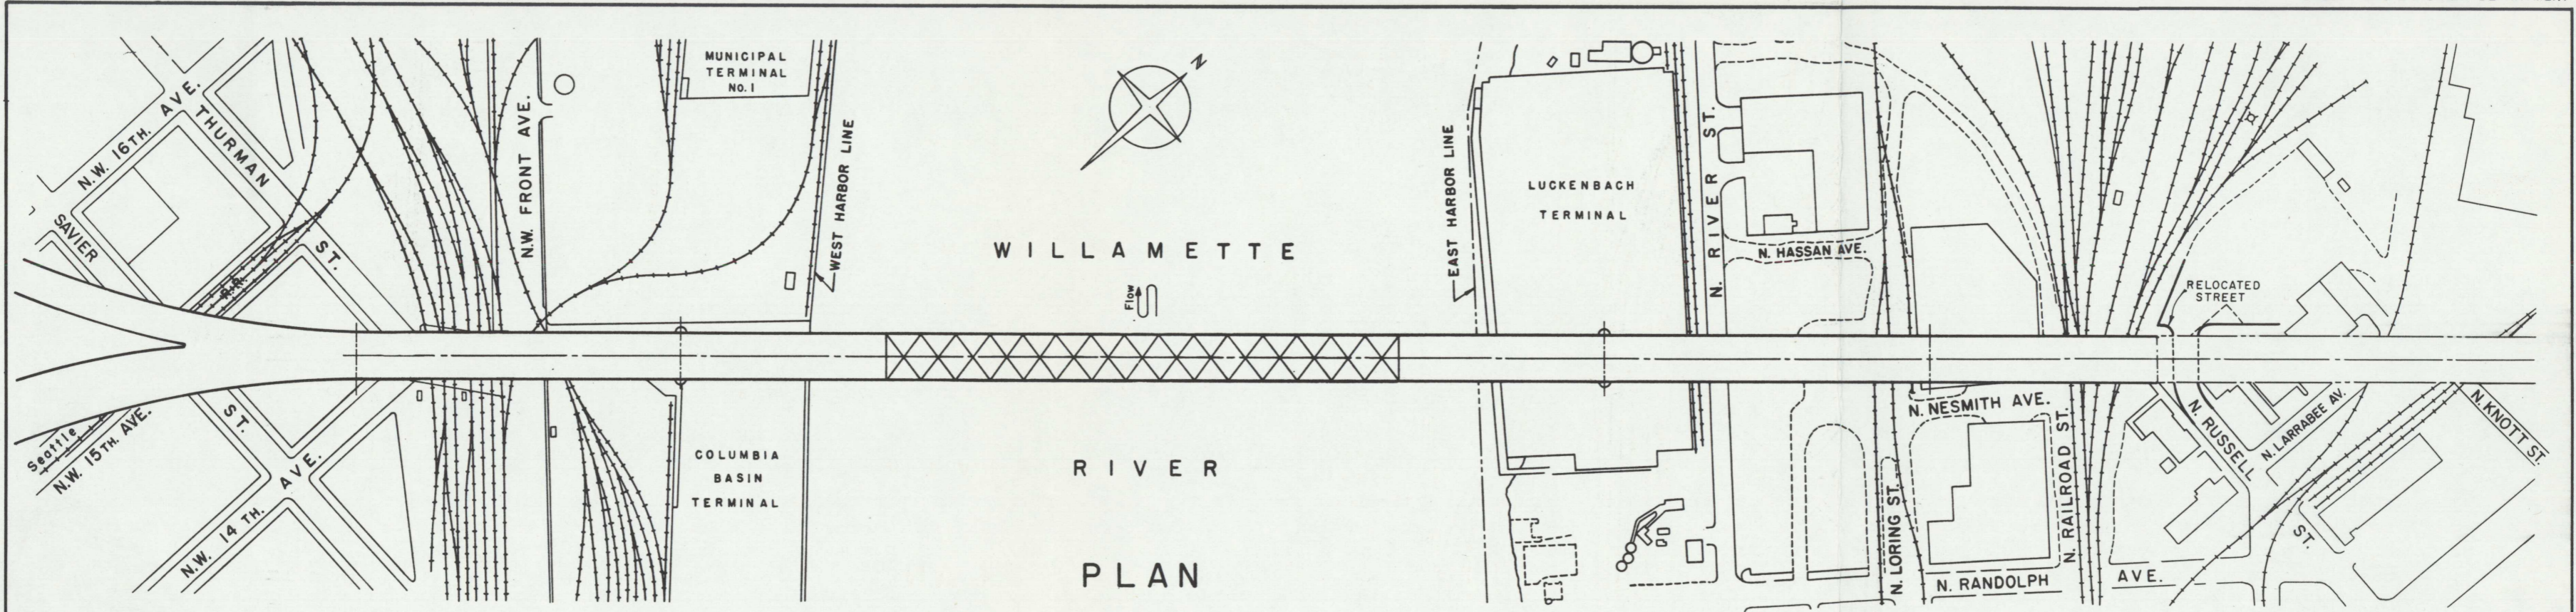 N.W. 16TH. AVE.
THURMAN
ST.
SAVIER
ST.
R.R.
Seattle
N.W. 15TH. AVE.
N.W. 14 TH.
AVE.
N.W. FRONT AVE.
MUNICIPAL
TERMINAL
NO. 1
WEST HARBOR LINE
COLUMBIA
BASIN
TERMINAL
N
WILLAMETTE
Flow
RIVER
PLAN
EAST HARBOR LINE
LUCKENBACH
TERMINAL
N. RIVER ST.
N. HASSAN AVE.
N. NESMITH AVE.
N. LORING ST.
N. RAILROAD ST.
N. RANDOLPH
AVE.
RELOCATED
STREET
N. RUSSELL
ST.
N. LARRABEE AV.
N. KNOTT ST.